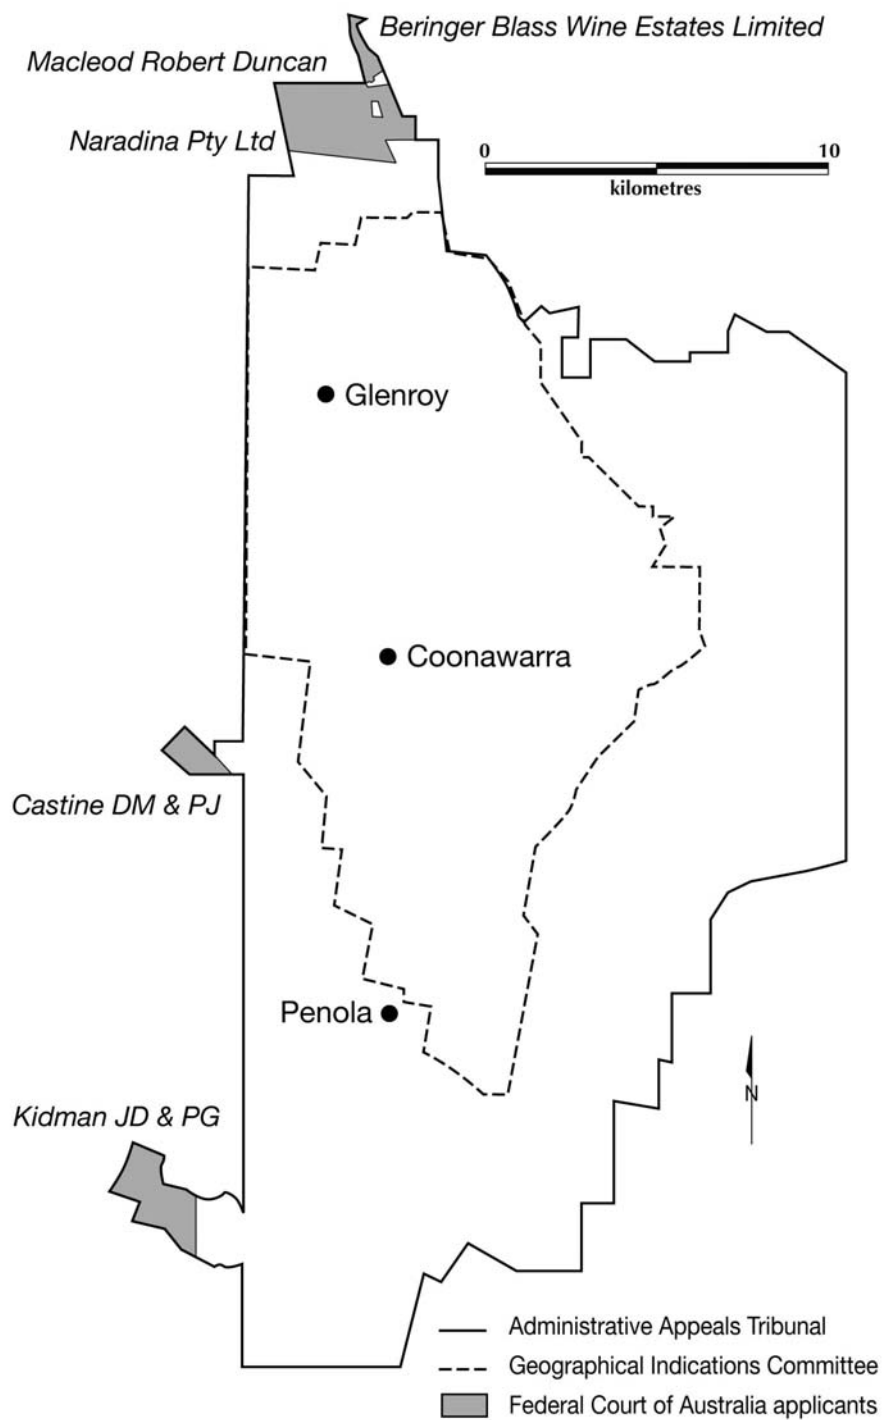 Beringer Blass Wine Estates Limited
Macleod Robert Duncan
Naradina Pty Ltd
0 10
kilometres
Glenroy
Coonawarra
Castine DM & PJ
Penola
N
Kidman JD & PG
Administrative Appeals Tribunal
Geographical Indications Committee
Federal Court of Australia applicants